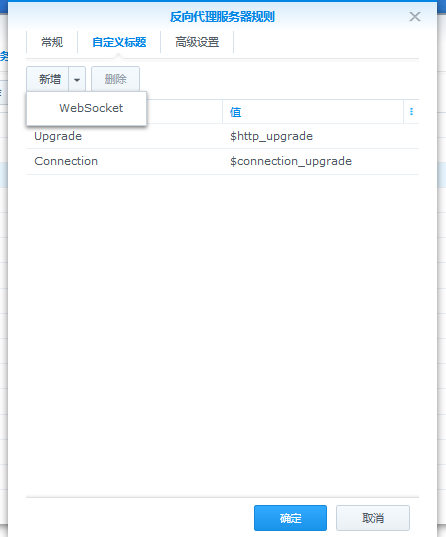 反向代理服务器规则
常规 自定义标题 高级设置
新增 删除
WebSocket
值
Upgrade $http_upgrade
Connection $connection_upgrade
确定 取消